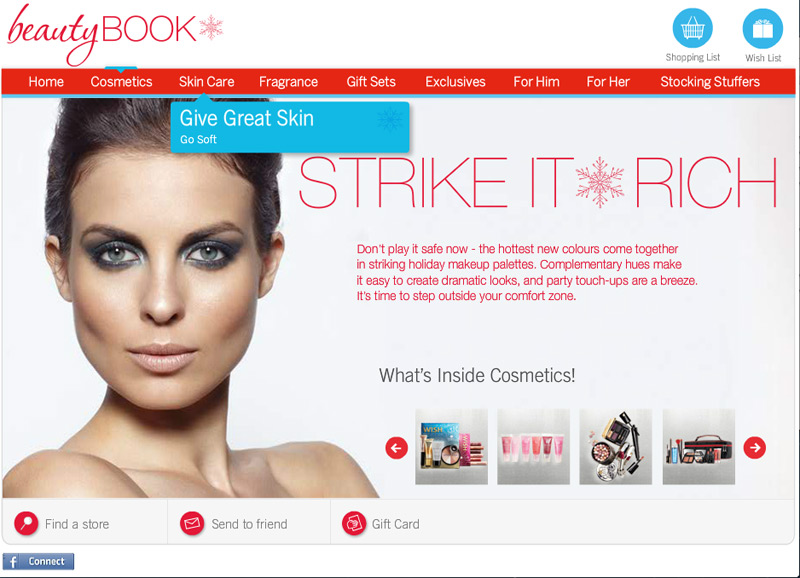 beautyBOOK
Shopping List
Wish List
Home Cosmetics Skin Care Fragrance Gift Sets Exclusives For Him For Her Stocking Stuffers
Give Great Skin
Go Soft
STRIKE IT RICH
Don't play it safe now - the hottest new colours come together
in striking holiday makeup palettes. Complementary hues make
it easy to create dramatic looks, and party touch-ups are a breeze.
It's time to step outside your comfort zone.
What's Inside Cosmetics!
WISH
Find a store
Send to friend
Gift Card
f Connect